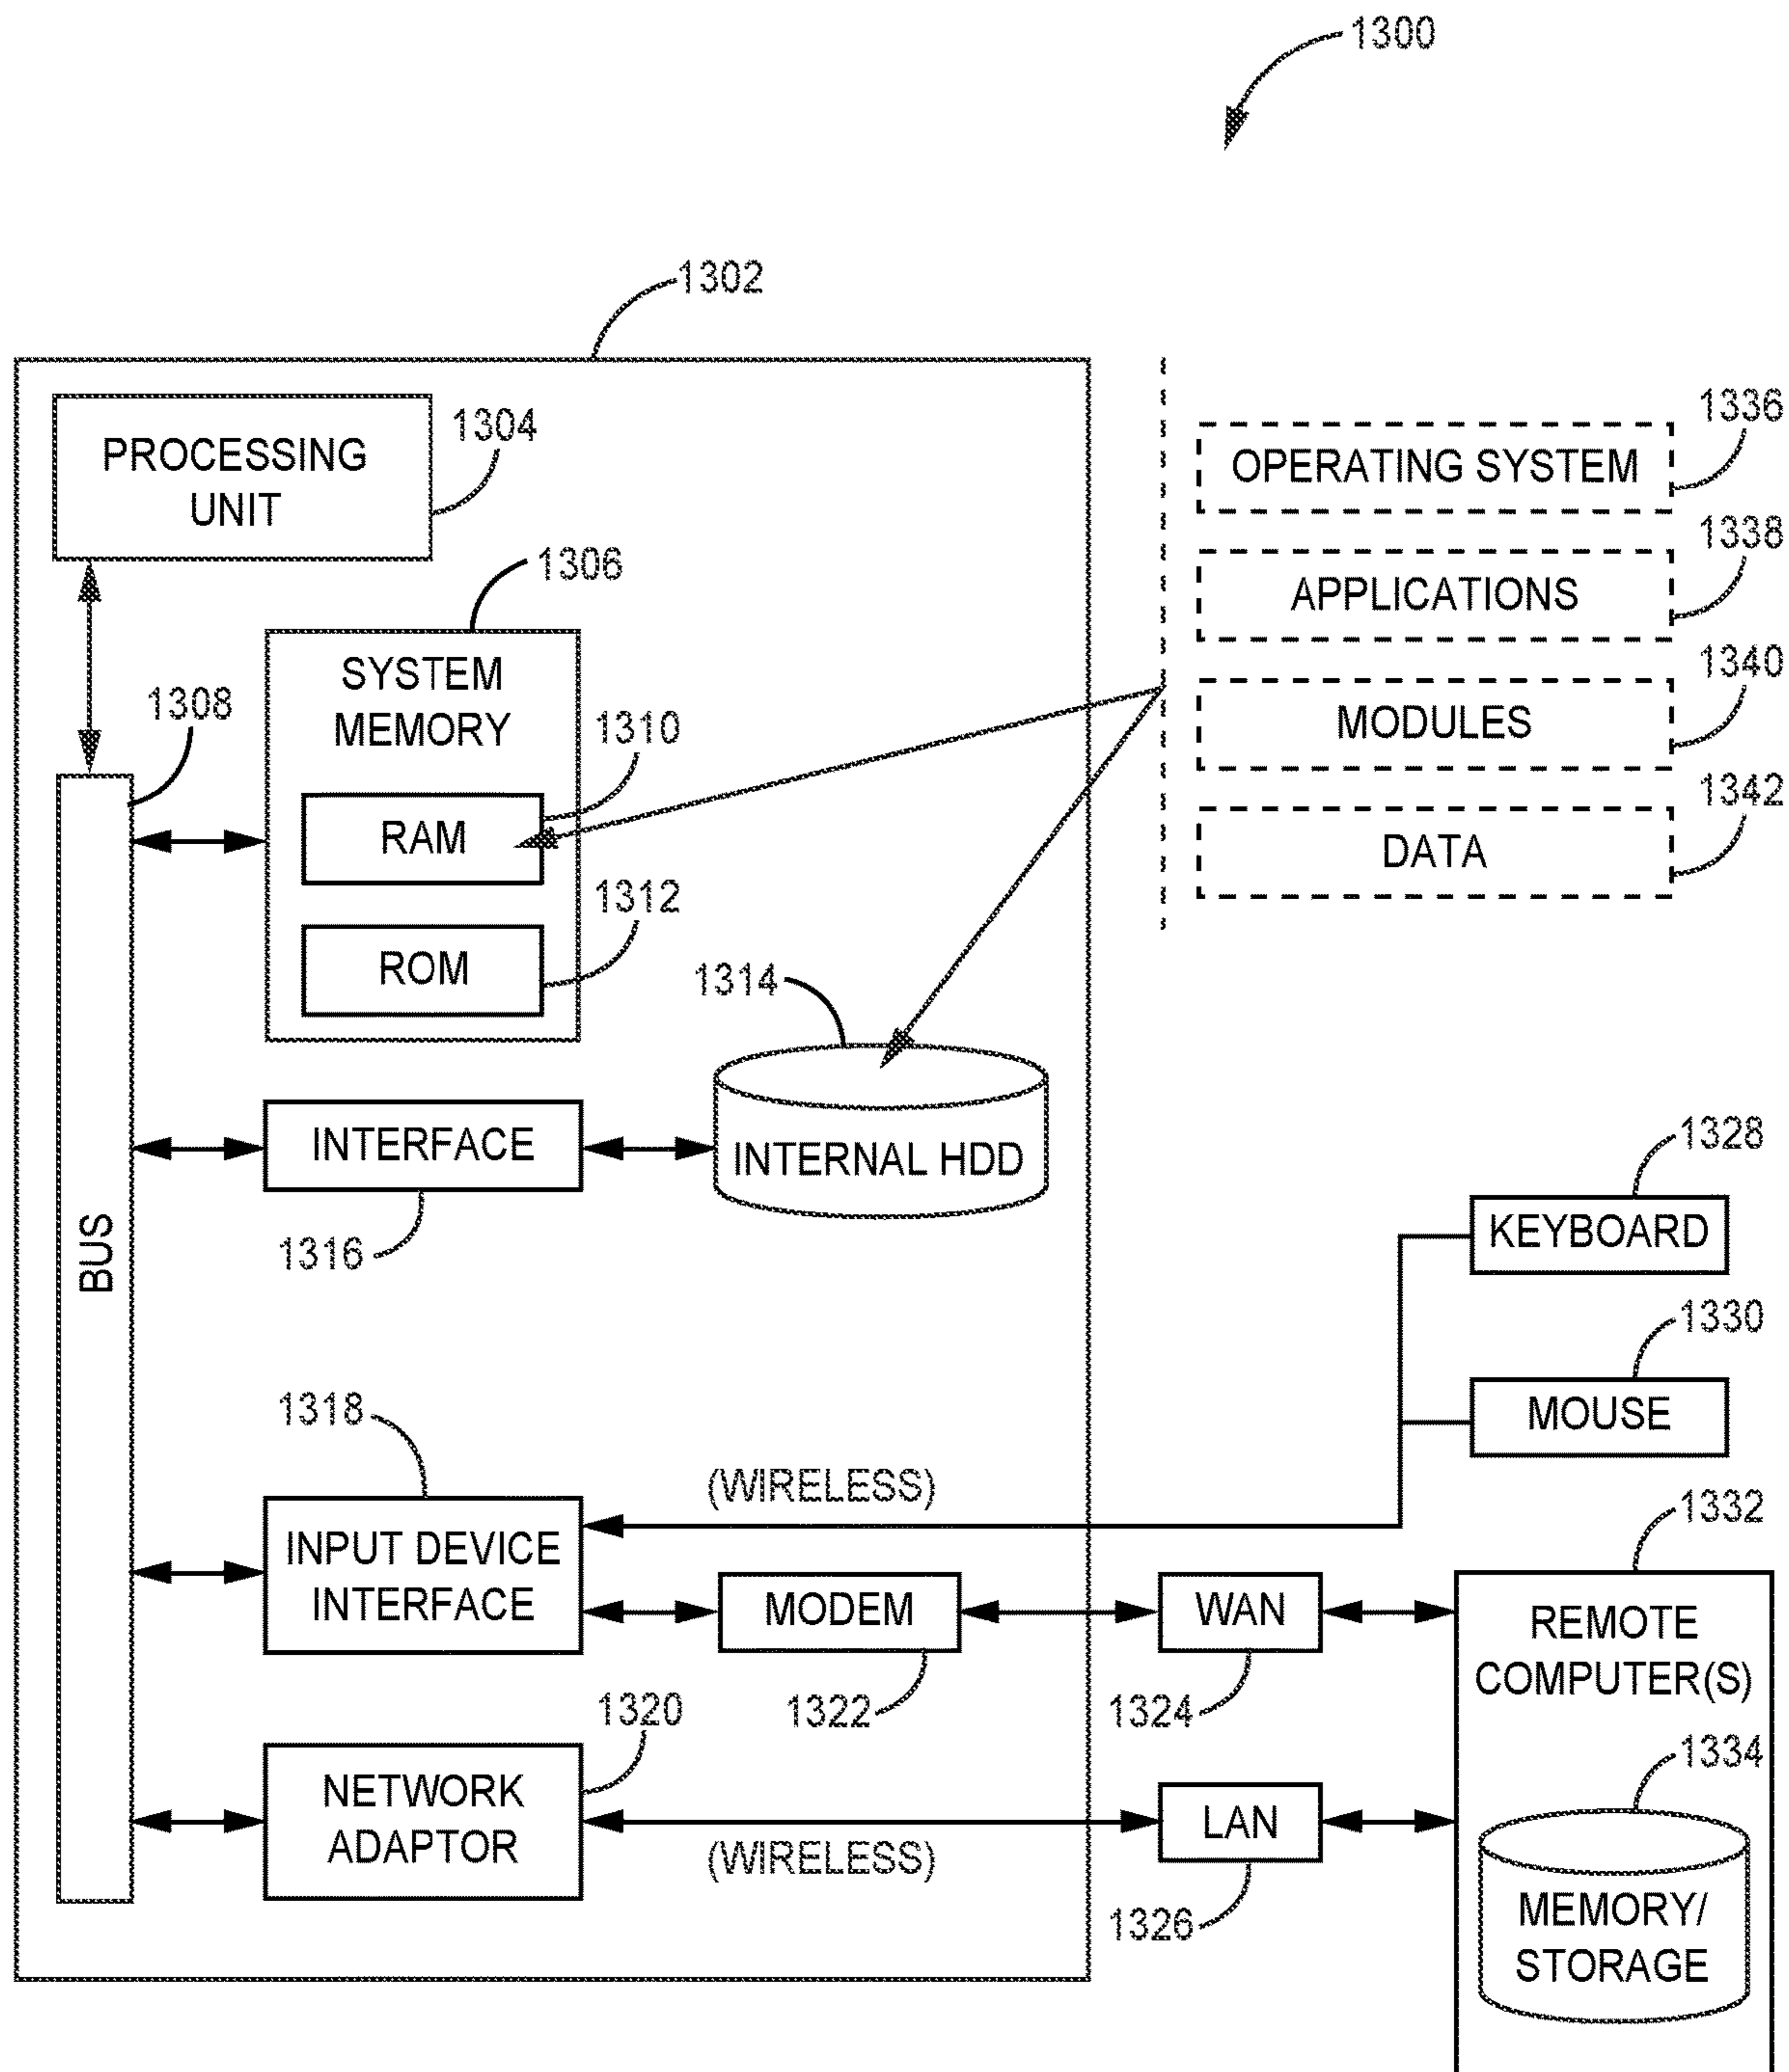 1300
1302
PROCESSING
UNIT
1304
1306
SYSTEM
MEMORY
1308
1310
RAM
1312
ROM
1314
INTERNAL HDD
INTERFACE
1316
BUS
1336
OPERATING SYSTEM
1338
APPLICATIONS
1340
MODULES
1342
DATA
1328
KEYBOARD
1330
MOUSE
1318
(WIRELESS)
INPUT DEVICE
INTERFACE
MODEM
1322
WAN
1324
1332
REMOTE
COMPUTER(S)
1320
NETWORK
ADAPTOR
(WIRELESS)
LAN
1326
1334
MEMORY/
STORAGE